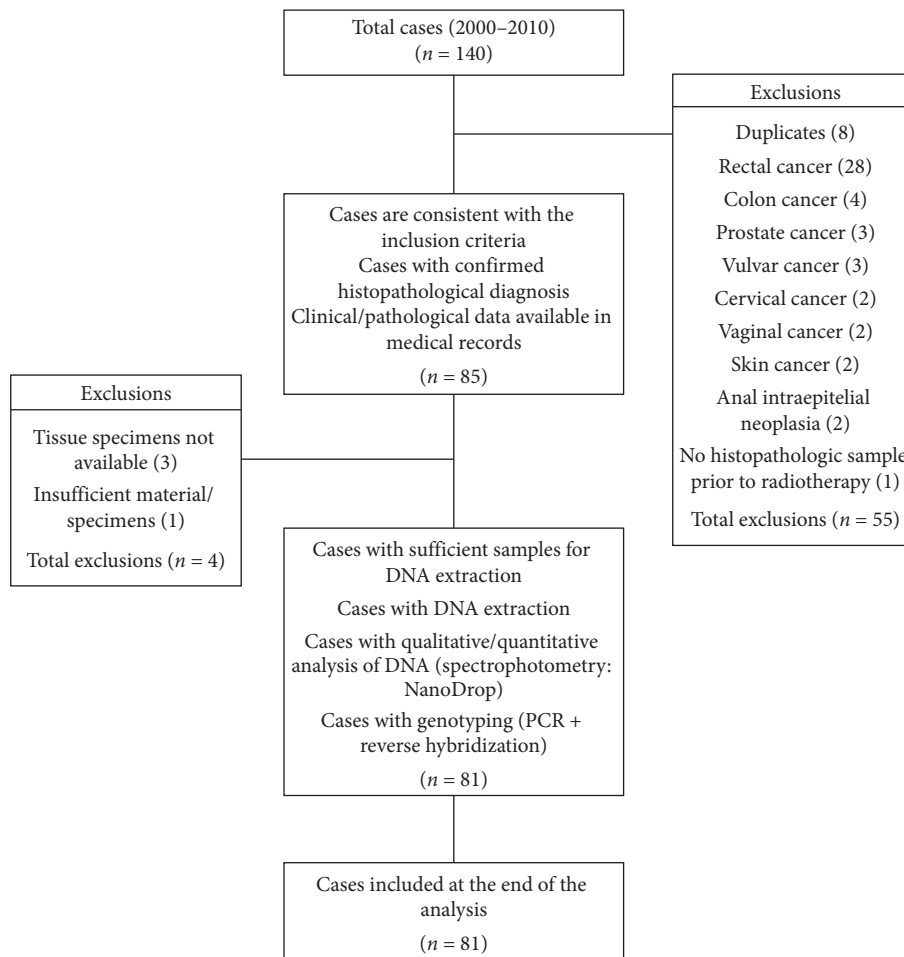 Total cases (2000–2010)
(n = 140)
Exclusions
Duplicates (8)
Rectal cancer (28)
Colon cancer (4)
Prostate cancer (3)
Vulvar cancer (3)
Cervical cancer (2)
Vaginal cancer (2)
Skin cancer (2)
Anal intraepitelial
neoplasia (2)
No histopathologic sample
prior to radiotherapy (1)
Total exclusions (n = 55)
Cases are consistent with the
inclusion criteria
Cases with confirmed
histopathological diagnosis
Clinical/pathological data available in
medical records
(n = 85)
Exclusions
Tissue specimens not
available (3)
Insufficient material/
specimens (1)
Total exclusions (n = 4)
Cases with sufficient samples for
DNA extraction
Cases with DNA extraction
Cases with qualitative/quantitative
analysis of DNA (spectrophotometry:
NanoDrop)
Cases with genotyping (PCR +
reverse hybridization)
(n = 81)
Cases included at the end of the
analysis
(n = 81)